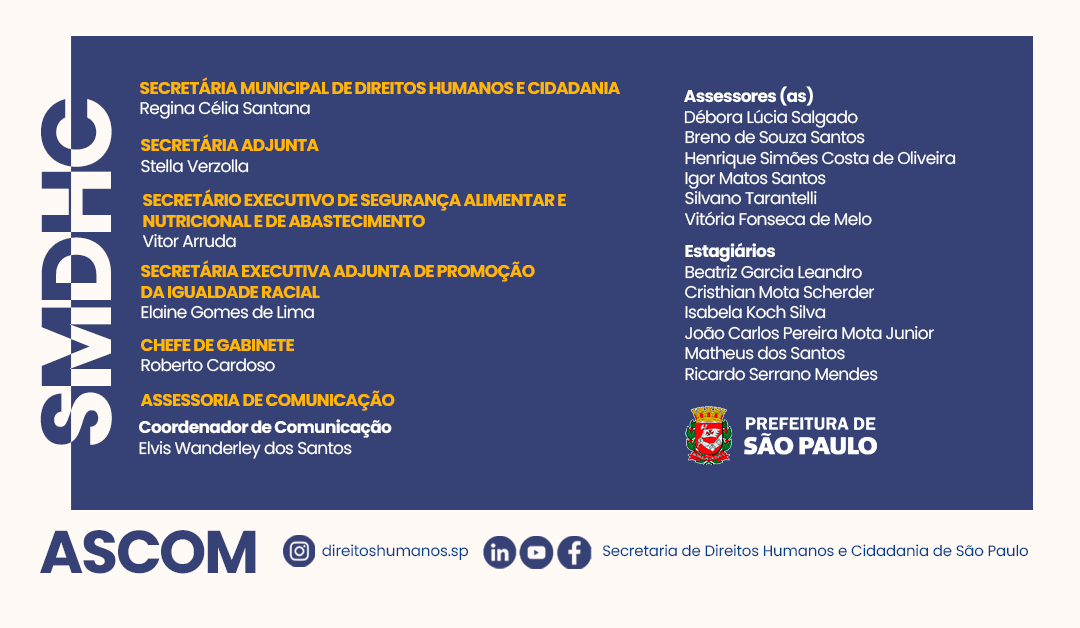 SMDHC
SECRETÁRIA MUNICIPAL DE DIREITOS HUMANOS E CIDADANIA
Regina Célia Santana
SECRETÁRIA ADJUNTA
Stella Verzolla
SECRETÁRIO EXECUTIVO DE SEGURANÇA ALIMENTAR E
NUTRICIONAL E DE ABASTECIMENTO
Vitor Arruda
SECRETÁRIA EXECUTIVA ADJUNTA DE PROMOÇÃO
DA IGUALDADE RACIAL
Elaine Gomes de Lima
CHEFE DE GABINETE
Roberto Cardoso
ASSESSORIA DE COMUNICAÇÃO
Coordenador de Comunicação
Elvis Wanderley dos Santos
Assessores (as)
Débora Lúcia Salgado
Breno de Souza Santos
Henrique Simões Costa de Oliveira
Igor Matos Santos
Silvano Tarantelli
Vitória Fonseca de Melo
Estagiários
Beatriz Garcia Leandro
Cristhian Mota Scherder
Isabela Koch Silva
João Carlos Pereira Mota Junior
Matheus dos Santos
Ricardo Serrano Mendes
PREFEITURA DE
SÃO PAULO
ASCOM
direitoshumanos.sp
Secretaria de Direitos Humanos e Cidadania de São Paulo